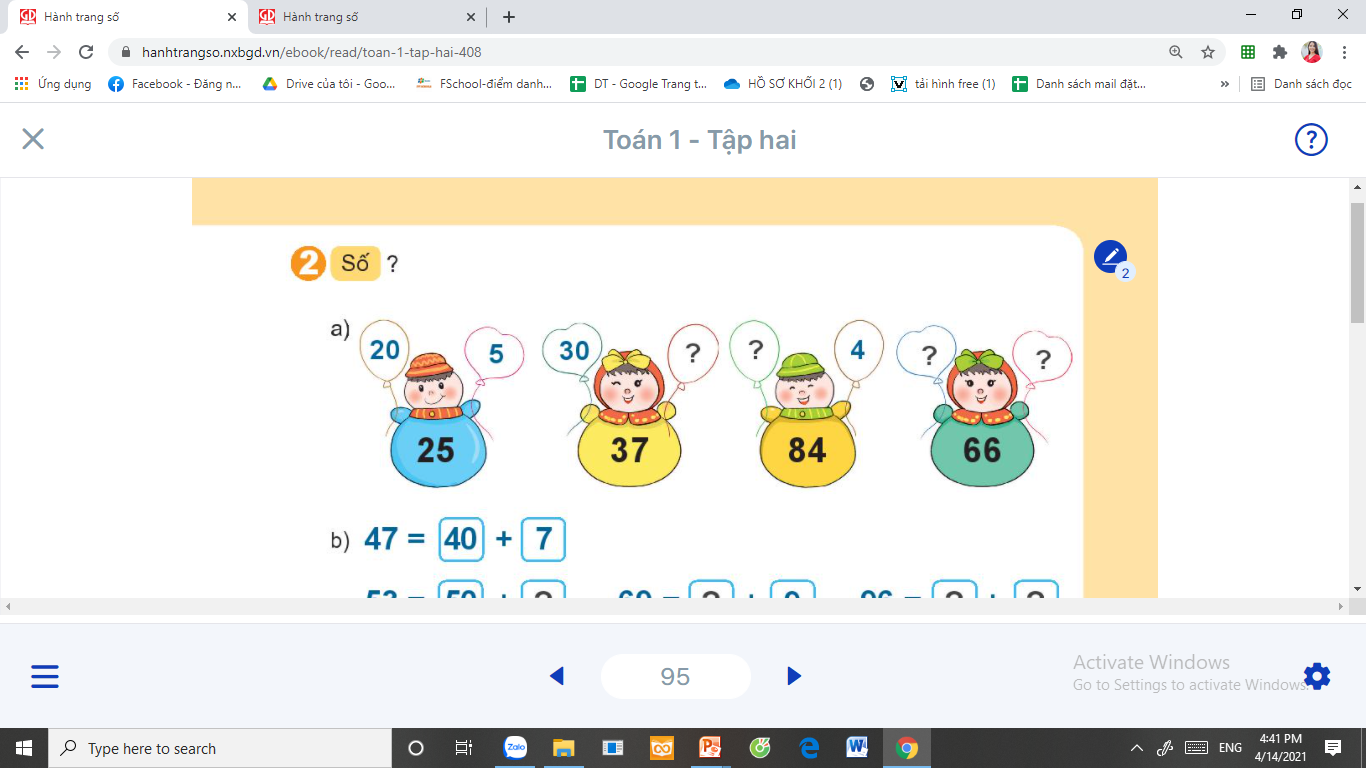 Hành trang số
Hành trang số
hanhtrangso.nxbgd.vn/ebook/read/toan-1-tap-hai-408
Ứng dụng Facebook - Đăng n... Drive của tôi - Goo... FSchool-điểm danh... DT - Google Trang t... HỒ SƠ KHỐI 2 (1) tải hình free (1) Danh sách mail đặt... » Danh sách đọc
Toán 1 - Tập hai ?
2 Số ?
2
a) 20 5 30 ? ? 4 ? ?
25 37 84 66
b) 47 = 40 + 7
95
Activate Windows
Go to Settings to activate Windows.
Type here to search
Zalo
ENG
4:41 PM
4/14/2021